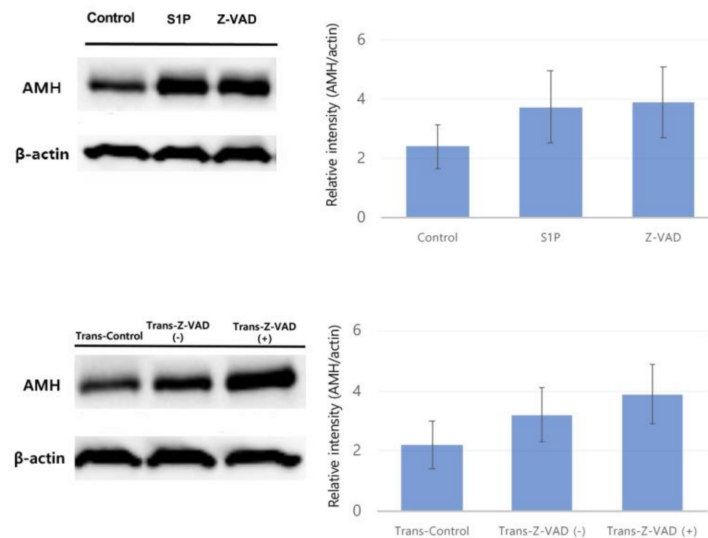 Control S1P Z-VAD
AMH
β-actin
6
4
2
0
Relative intensity (AMH/actin)
Control S1P Z-VAD
Trans-Control Trans-Z-VAD (-) Trans-Z-VAD (+)
AMH
β-actin
6
4
2
0
Relative intensity (AMH/actin)
Trans-Control Trans-Z-VAD (-) Trans-Z-VAD (+)